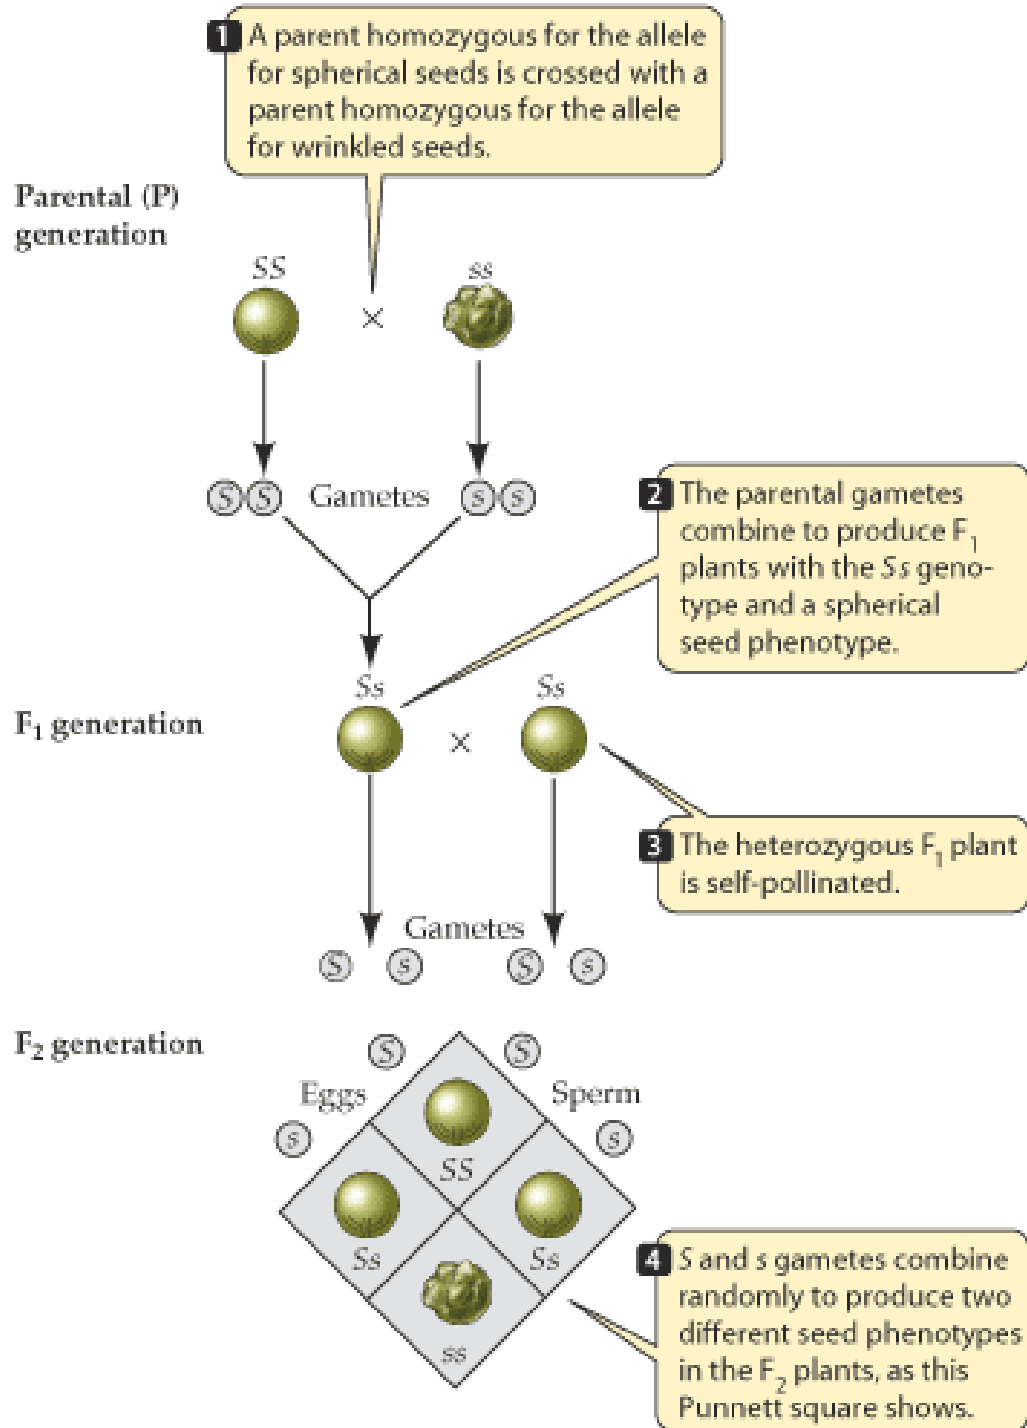 1 A parent homozygous for the allele
for spherical seeds is crossed with a
parent homozygous for the allele
for wrinkled seeds.
Parental (P)
generation
SS
ss
×
S S Gametes s s
2 The parental gametes
combine to produce F₁
plants with the Ss geno-
type and a spherical
seed phenotype.
Ss
Ss
F₁ generation
×
3 The heterozygous F₁ plant
is self-pollinated.
Gametes
S s S s
F₂ generation
S S
Eggs Sperm
s s
SS
Ss Ss
ss
4 S and s gametes combine
randomly to produce two
different seed phenotypes
in the F₂ plants, as this
Punnett square shows.